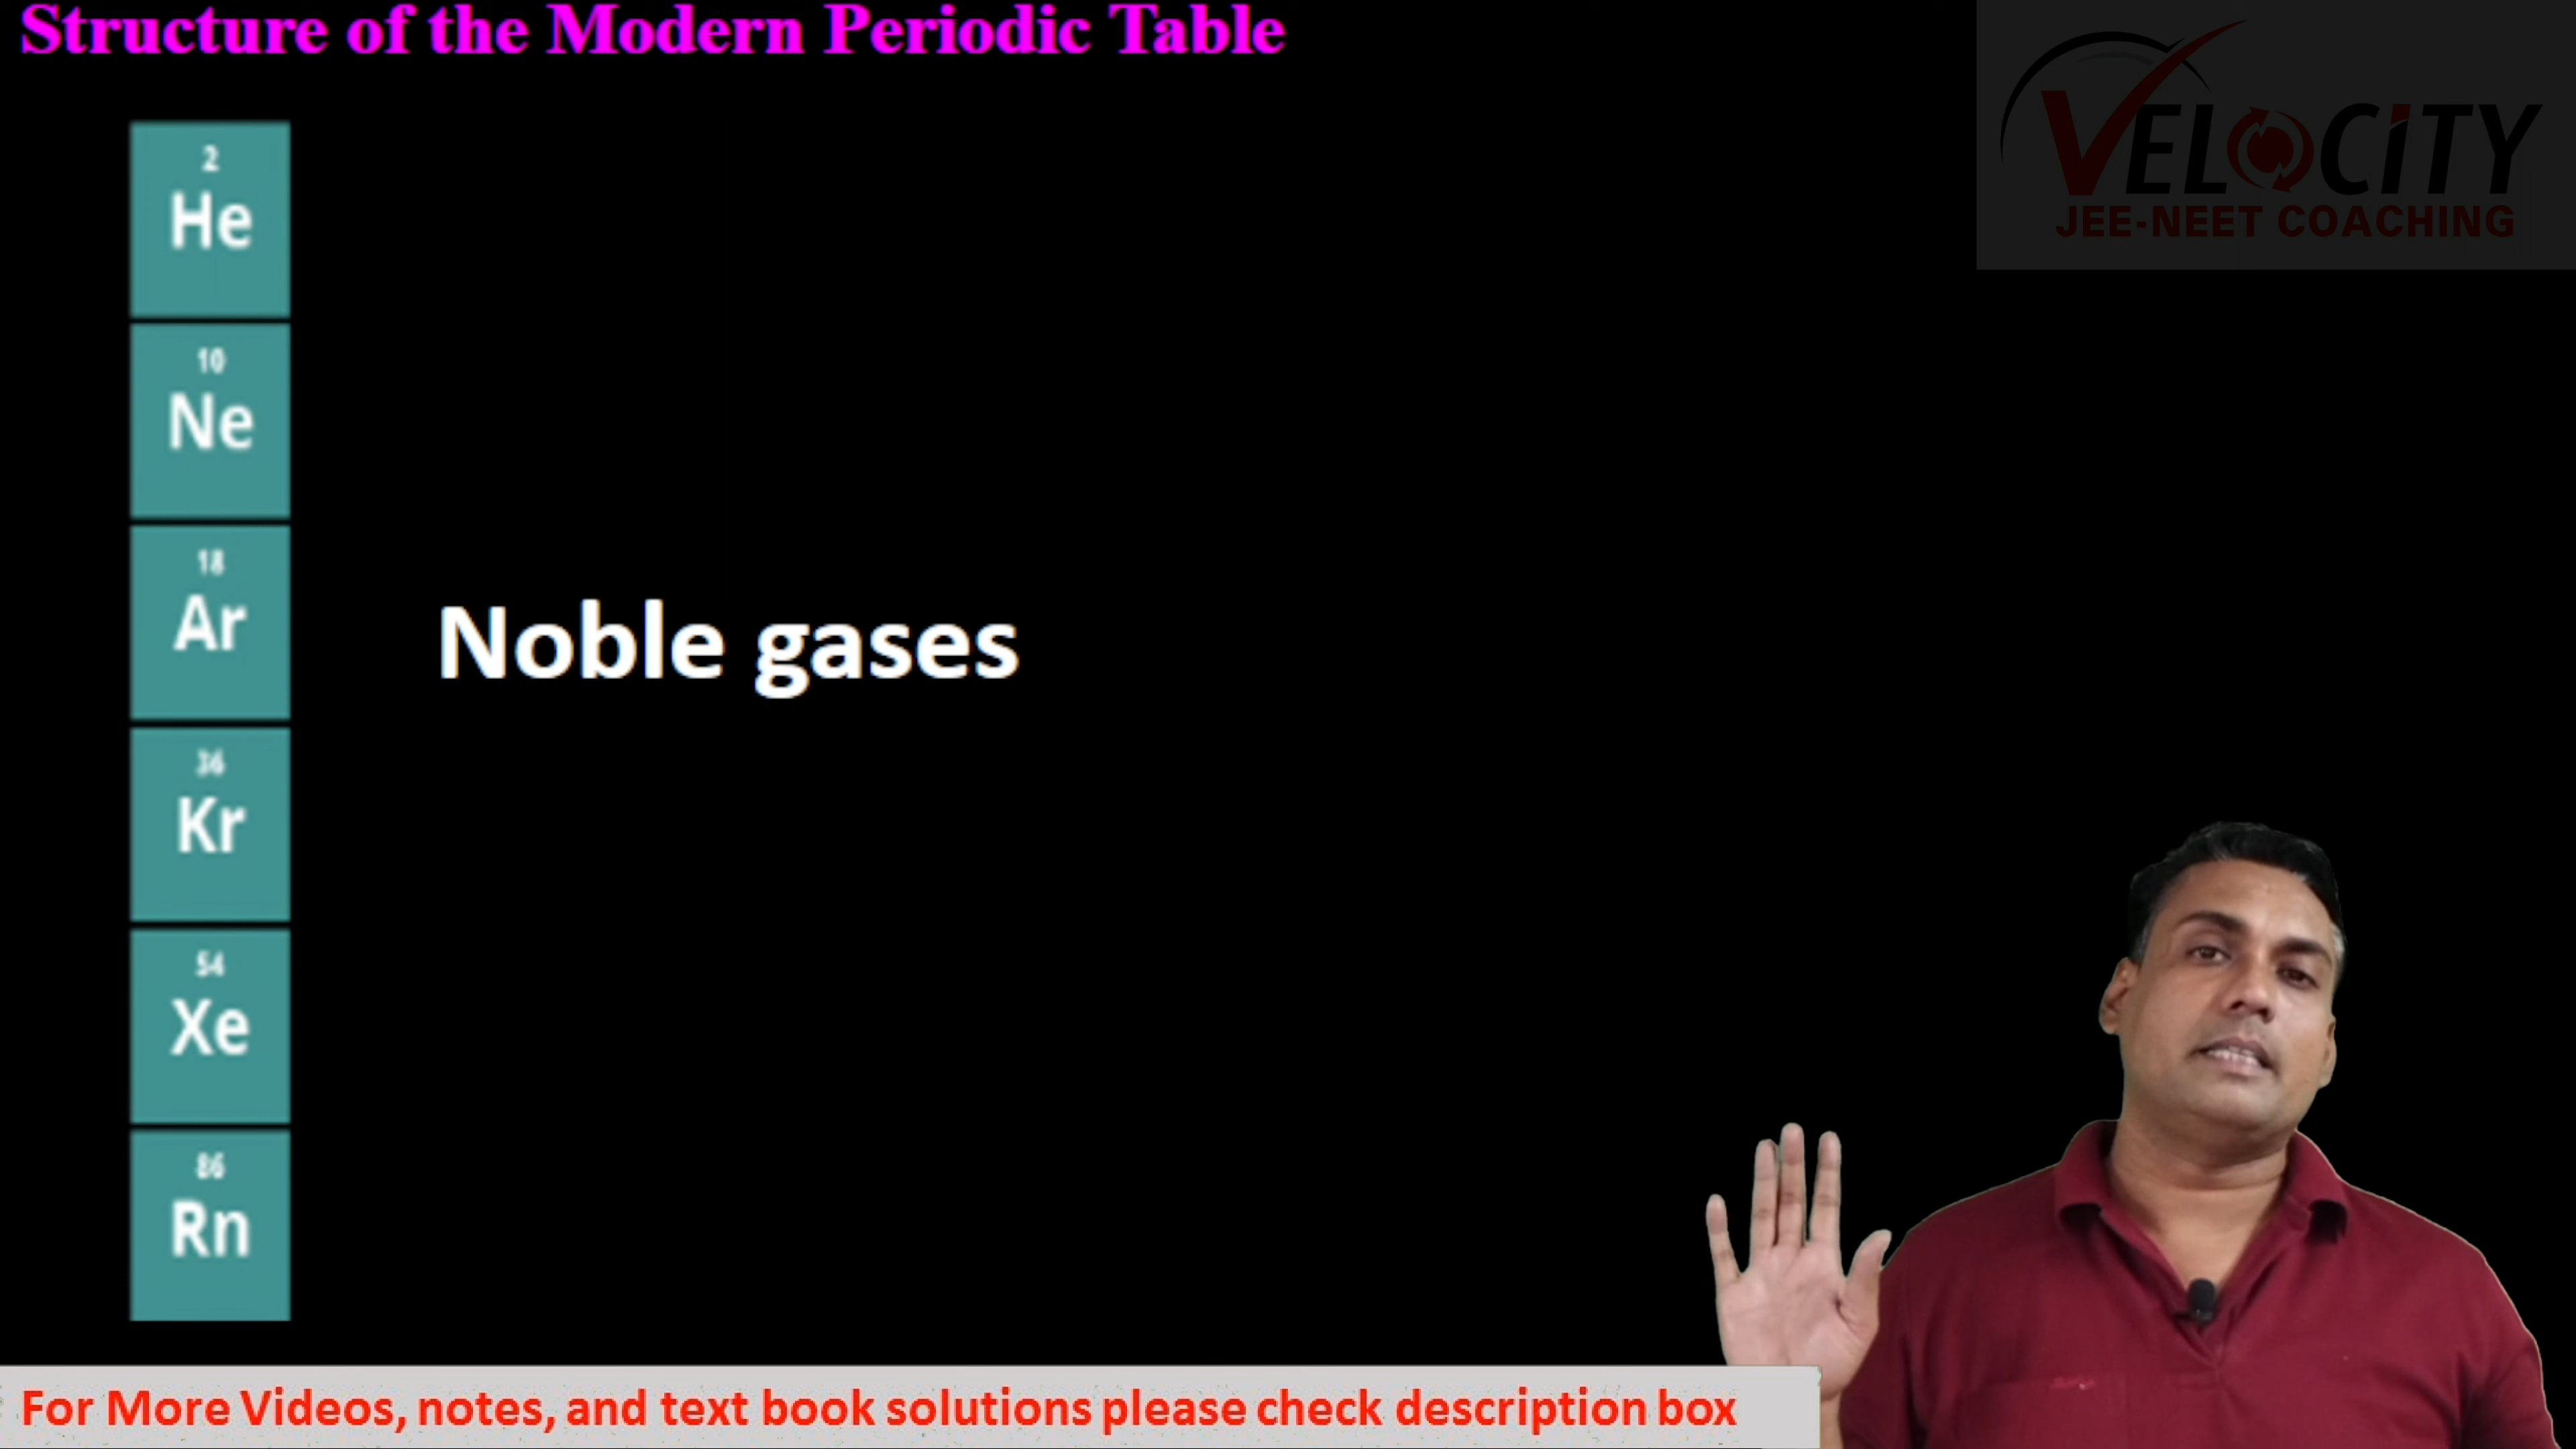 Structure of the Modern Periodic Table
VELOCITY
JEE-NEET COACHING
2
He
10
Ne
18
Ar
Noble gases
36
Kr
54
Xe
86
Rn
For More Videos, notes, and text book solutions please check description box